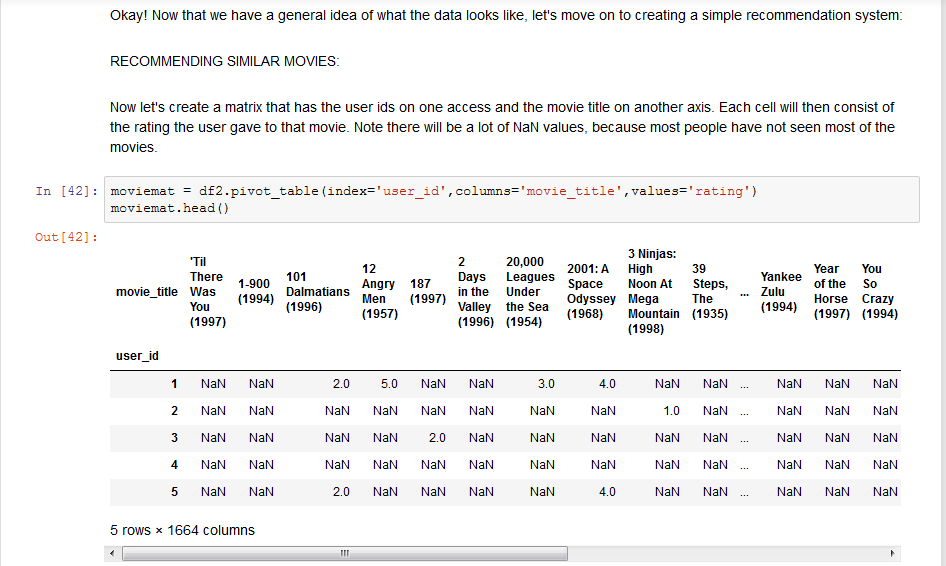 Okay! Now that we have a general idea of what the data looks like, let's move on to creating a simple recommendation system:
RECOMMENDING SIMILAR MOVIES:
Now let's create a matrix that has the user ids on one access and the movie title on another axis. Each cell will then consist of
the rating the user gave to that movie. Note there will be a lot of NaN values, because most people have not seen most of the
movies.
In [42]: moviemat = df2.pivot_table(index='user_id',columns='movie_title',values='rating')
moviemat.head()
Out[42]:
movie_title 'Til There Was You (1997) 1-900 (1994) 101 Dalmatians (1996) 12 Angry Men (1957) 187 (1997) 2 Days in the Valley (1996) 20,000 Leagues Under the Sea (1954) 2001: A Space Odyssey (1968) 3 Ninjas: High Noon At Mega Mountain (1998) 39 Steps, The (1935) ... Yankee Zulu (1994) Year of the Horse (1997) You So Crazy (1994)
user_id
1 NaN NaN 2.0 5.0 NaN NaN 3.0 4.0 NaN NaN ... NaN NaN NaN
2 NaN NaN NaN NaN NaN NaN NaN NaN 1.0 NaN ... NaN NaN NaN
3 NaN NaN NaN NaN 2.0 NaN NaN NaN NaN NaN ... NaN NaN NaN
4 NaN NaN NaN NaN NaN NaN NaN NaN NaN NaN ... NaN NaN NaN
5 NaN NaN 2.0 NaN NaN NaN NaN 4.0 NaN NaN ... NaN NaN NaN
5 rows × 1664 columns